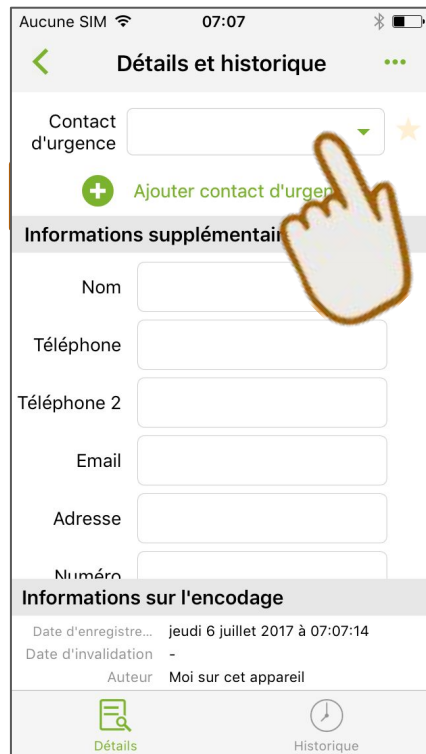 Aucune SIM 07:07
Détails et historique
Contact
d'urgence
Ajouter contact d'urgen
Informations supplémentair
Nom
Téléphone
Téléphone 2
Email
Adresse
Numéro
Informations sur l'encodage
Date d'enregistre... jeudi 6 juillet 2017 à 07:07:14
Date d'invalidation -
Auteur Moi sur cet appareil
Détails Historique